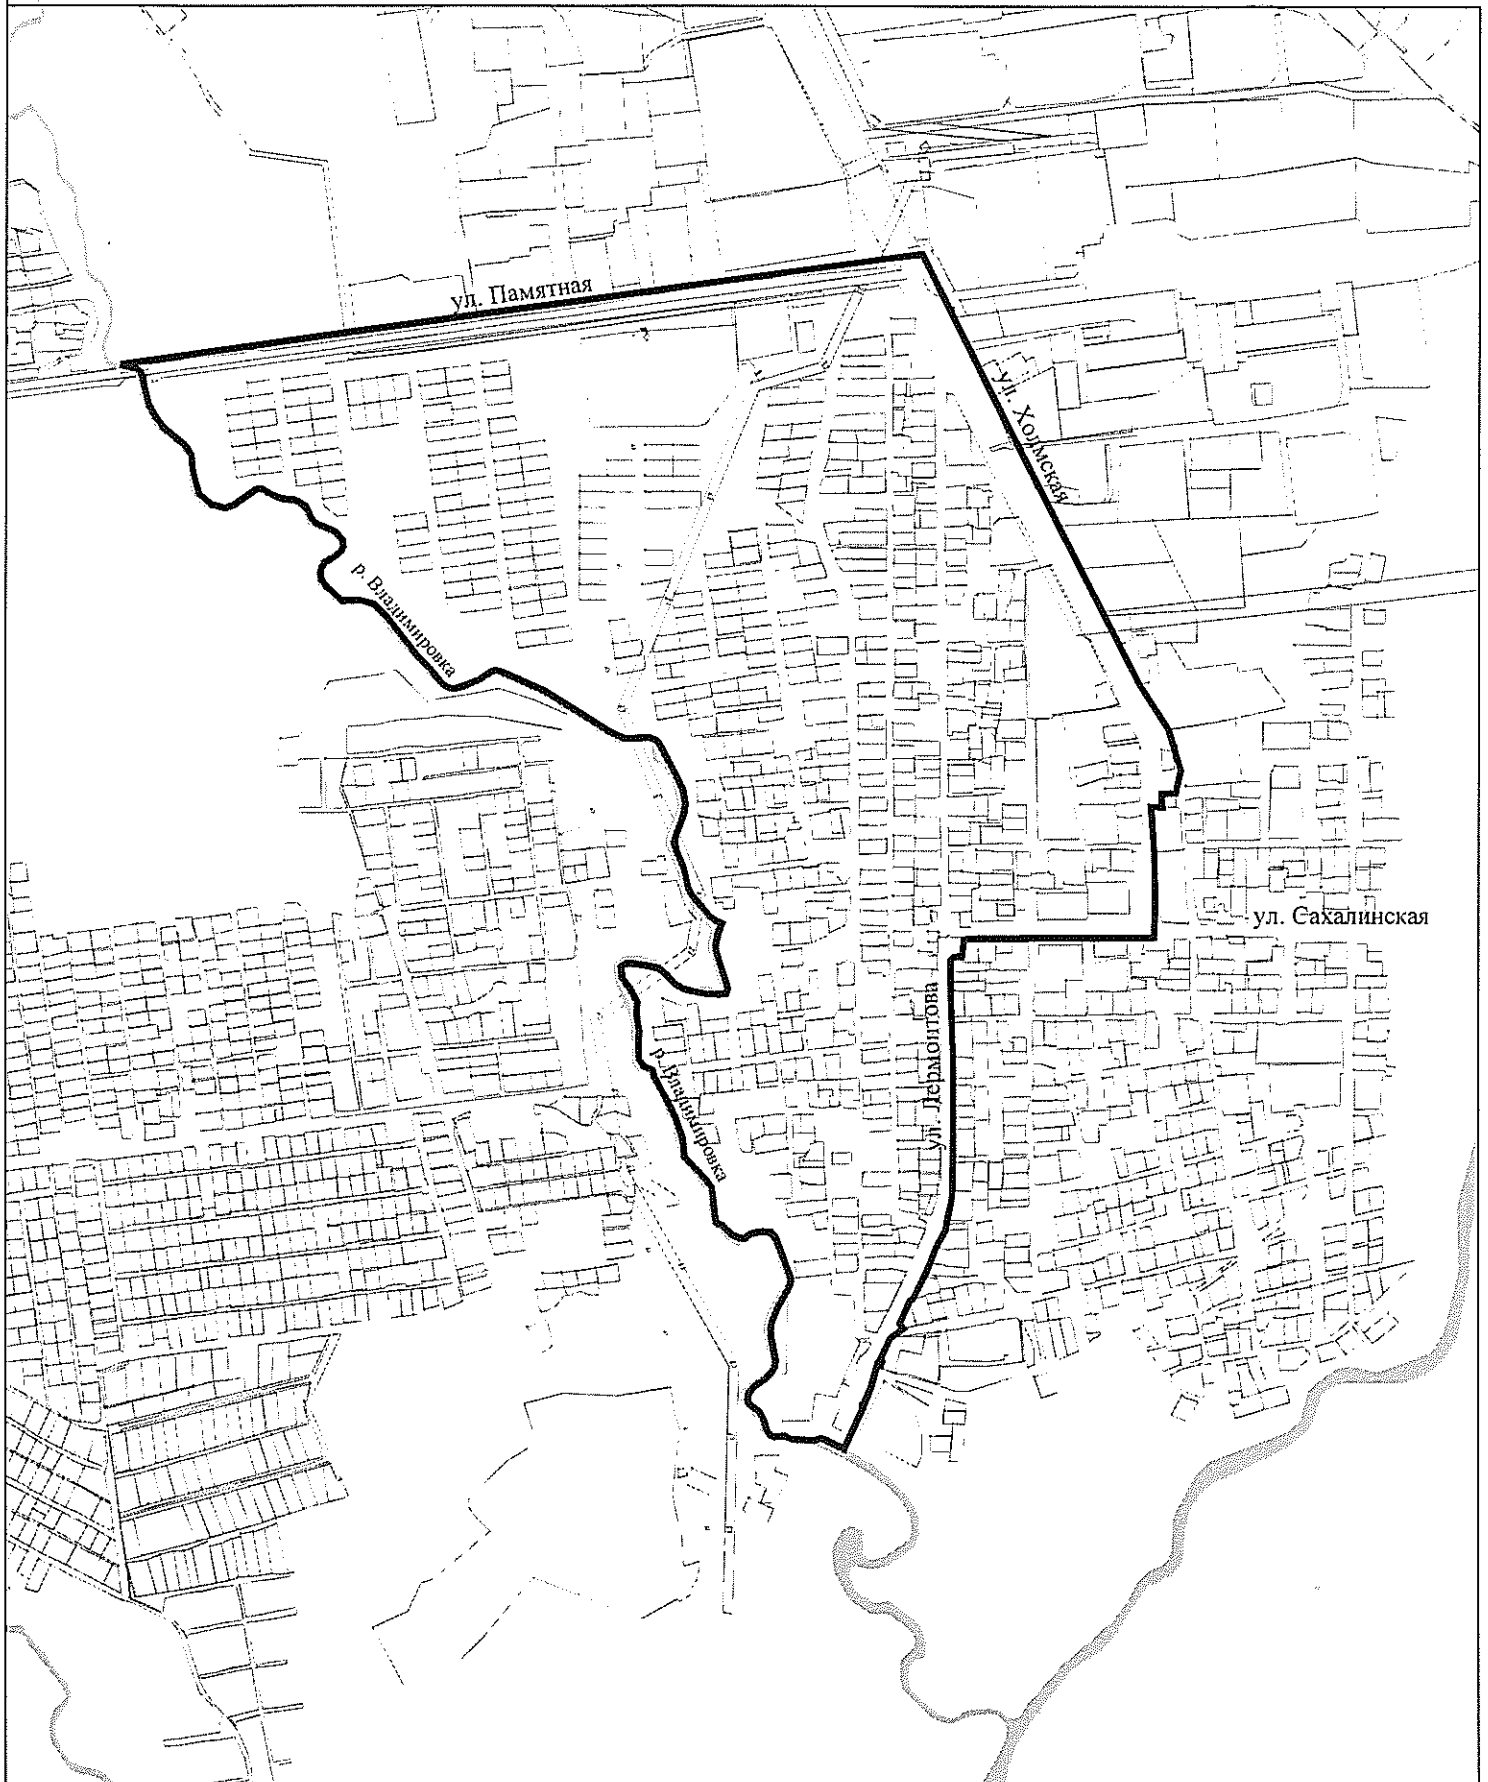 ул. Памятная
ул. Холмская
р. Владимировка
ул. Сахалинская
ул. Лермонтова
р. Владимировка